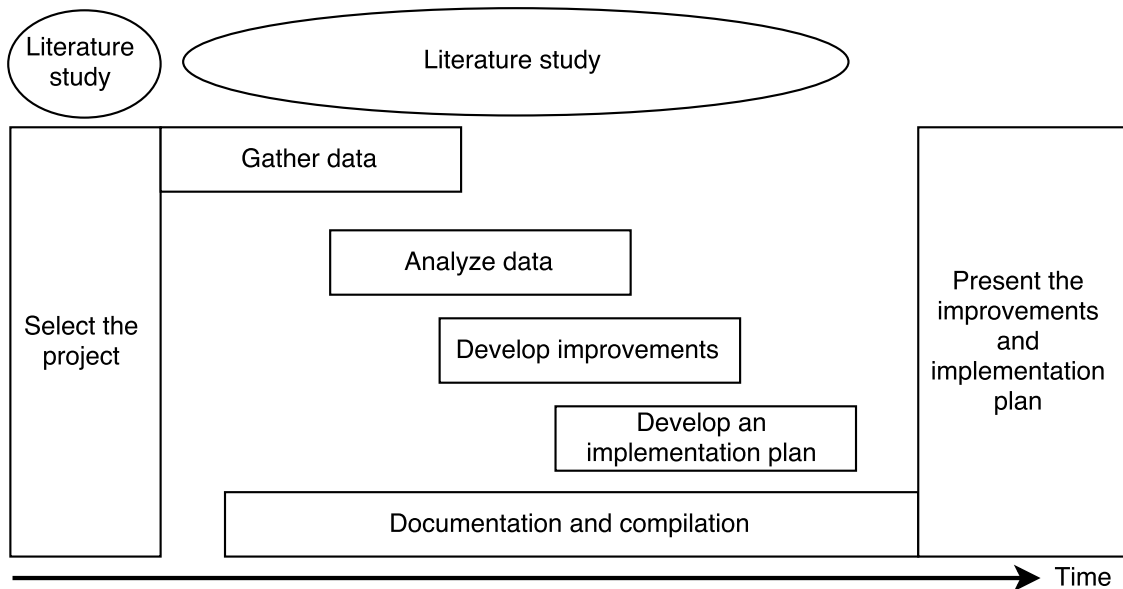 Literature
study
Literature study
Gather data
Analyze data
Select the
project
Develop improvements
Develop an
implementation plan
Documentation and compilation
Present the
improvements
and
implementation
plan
Time